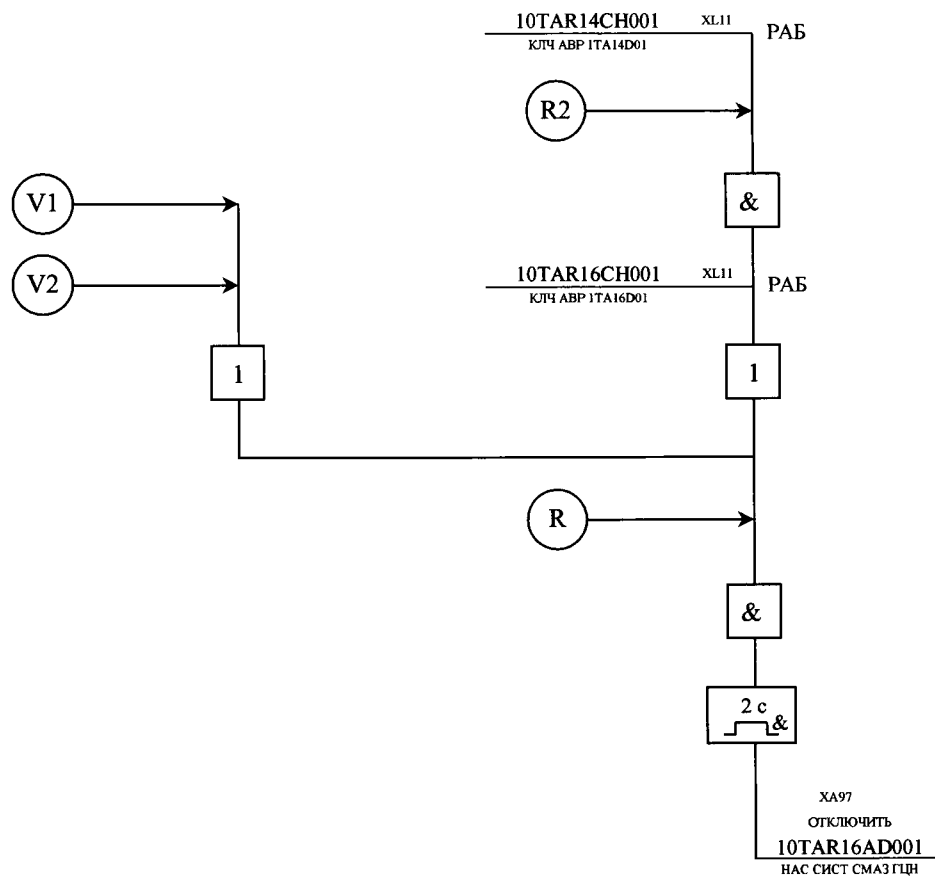 10TAR14CH001 XL11 РАБ
КЛЧ АВР 1TA14D01
R2
V1
&
V2
10TAR16CH001 XL11 РАБ
КЛЧ АВР 1TA16D01
1
1
R
&
2 с
&
XA97
ОТКЛЮЧИТЬ
10TAR16AD001
НАС СИСТ СМАЗ ГЦН